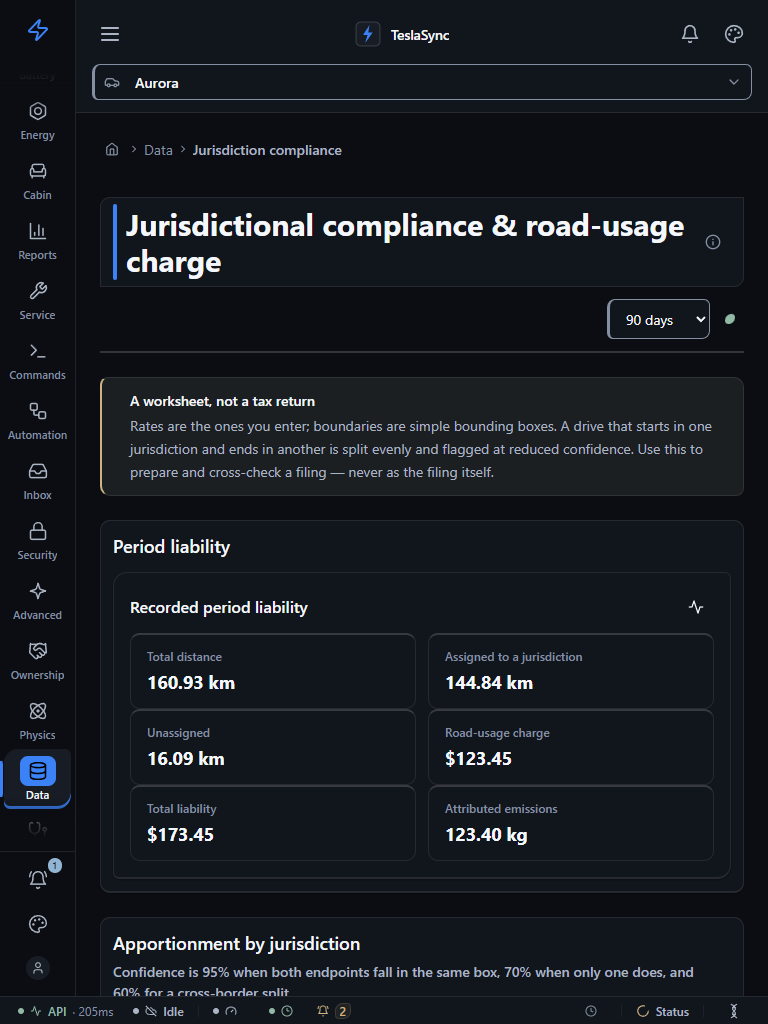 TeslaSync
Aurora
Data
Jurisdiction compliance
Energy
Cabin
Reports
Service
Commands
Automation
Inbox
Security
Advanced
Ownership
Physics
Data
1
Jurisdictional compliance & road-usage
charge
90 days
A worksheet, not a tax return
Rates are the ones you enter; boundaries are simple bounding boxes. A drive that starts in one
jurisdiction and ends in another is split evenly and flagged at reduced confidence. Use this to
prepare and cross-check a filing — never as the filing itself.
Period liability
Recorded period liability
Total distance
160.93 km
Assigned to a jurisdiction
144.84 km
Unassigned
16.09 km
Road-usage charge
$123.45
Total liability
$173.45
Attributed emissions
123.40 kg
Apportionment by jurisdiction
Confidence is 95% when both endpoints fall in the same box, 70% when only one does, and
60% for a cross-border split
API · 205ms
Idle
2
Status